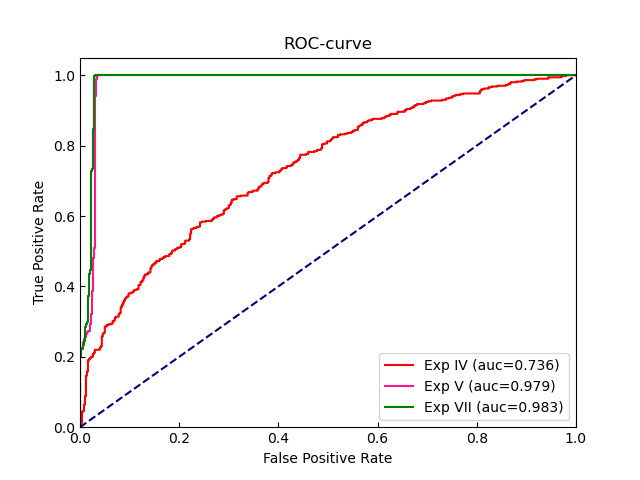 ROC-curve
1.0
0.8
0.6
0.4
0.2
0.0
True Positive Rate
0.0 0.2 0.4 0.6 0.8 1.0
False Positive Rate
Exp IV (auc=0.736)
Exp V (auc=0.979)
Exp VII (auc=0.983)